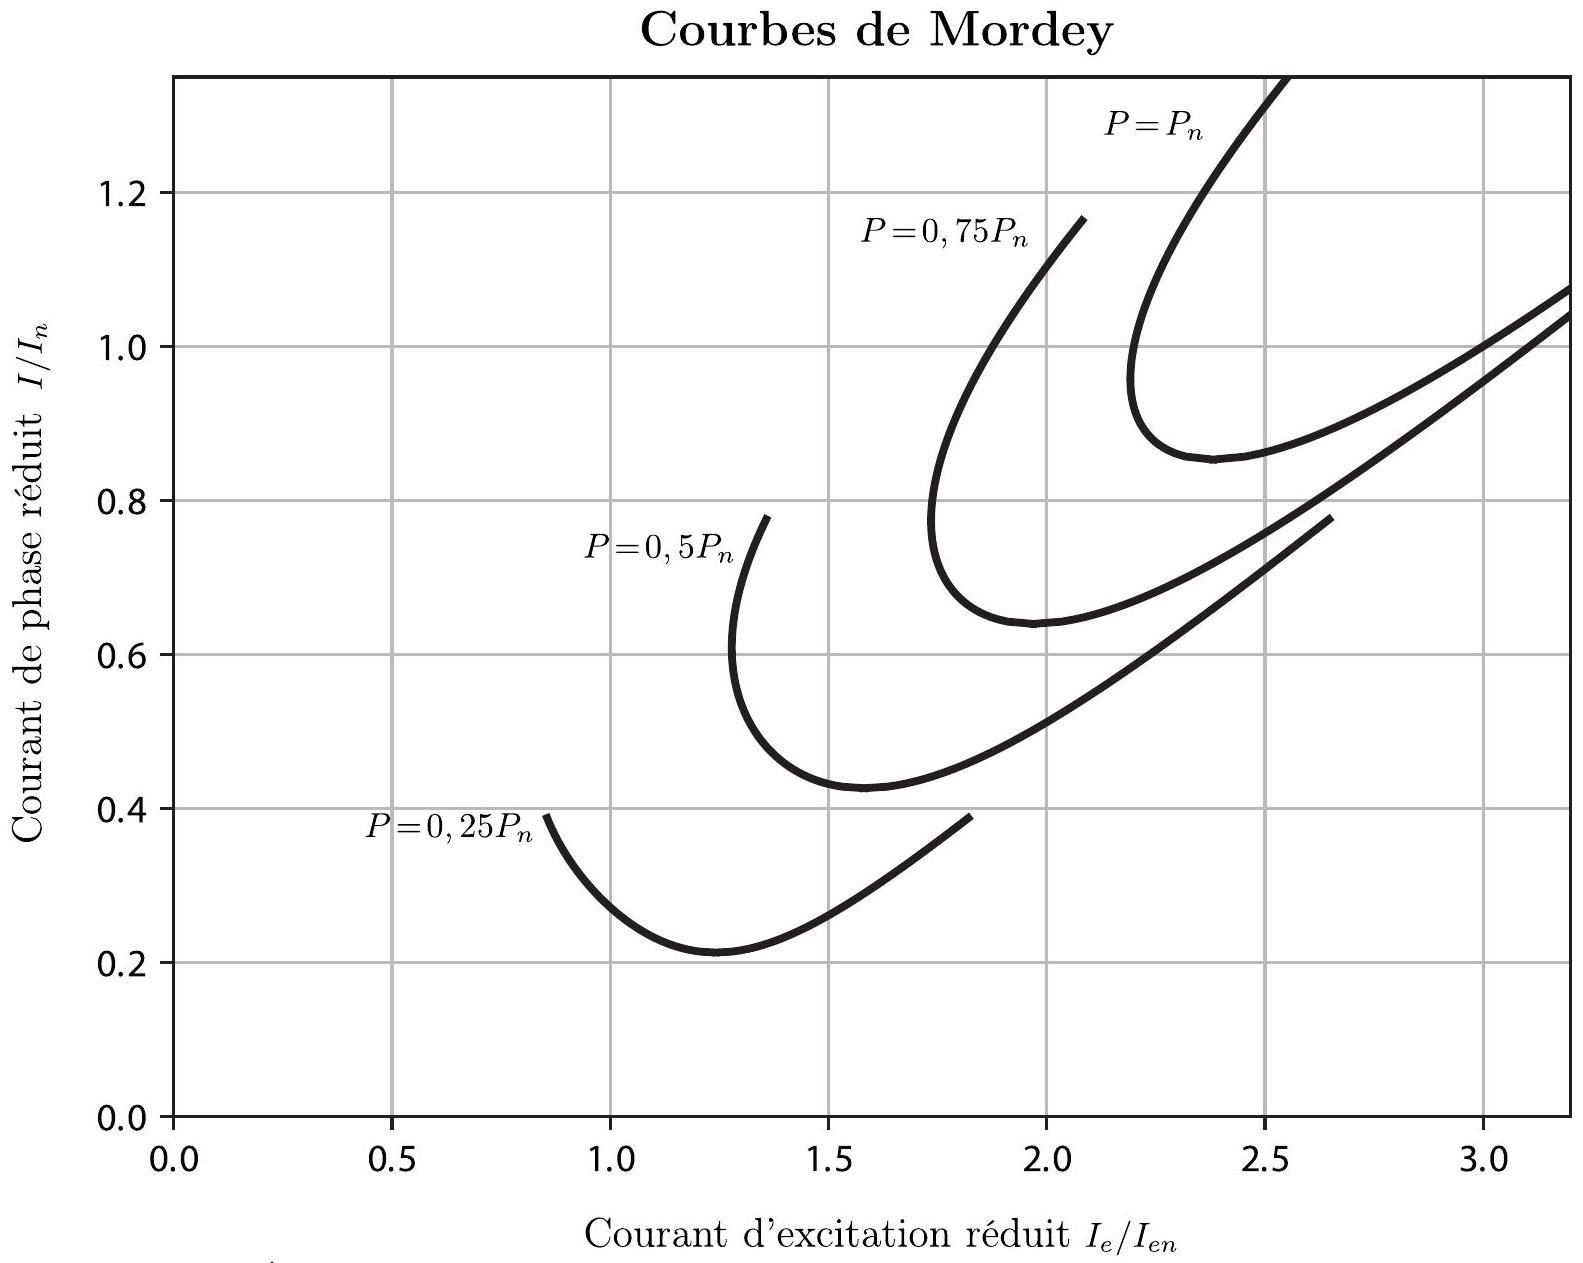 Courbes de Mordey
P = P_n
1.2
P = 0, 75P_n
Courant de phase réduit I/I_n
1.0
0.8
P = 0, 5P_n
0.6
0.4
P = 0, 25P_n
0.2
0.0
0.0 0.5 1.0 1.5 2.0 2.5 3.0
Courant d'excitation réduit I_e/I_en